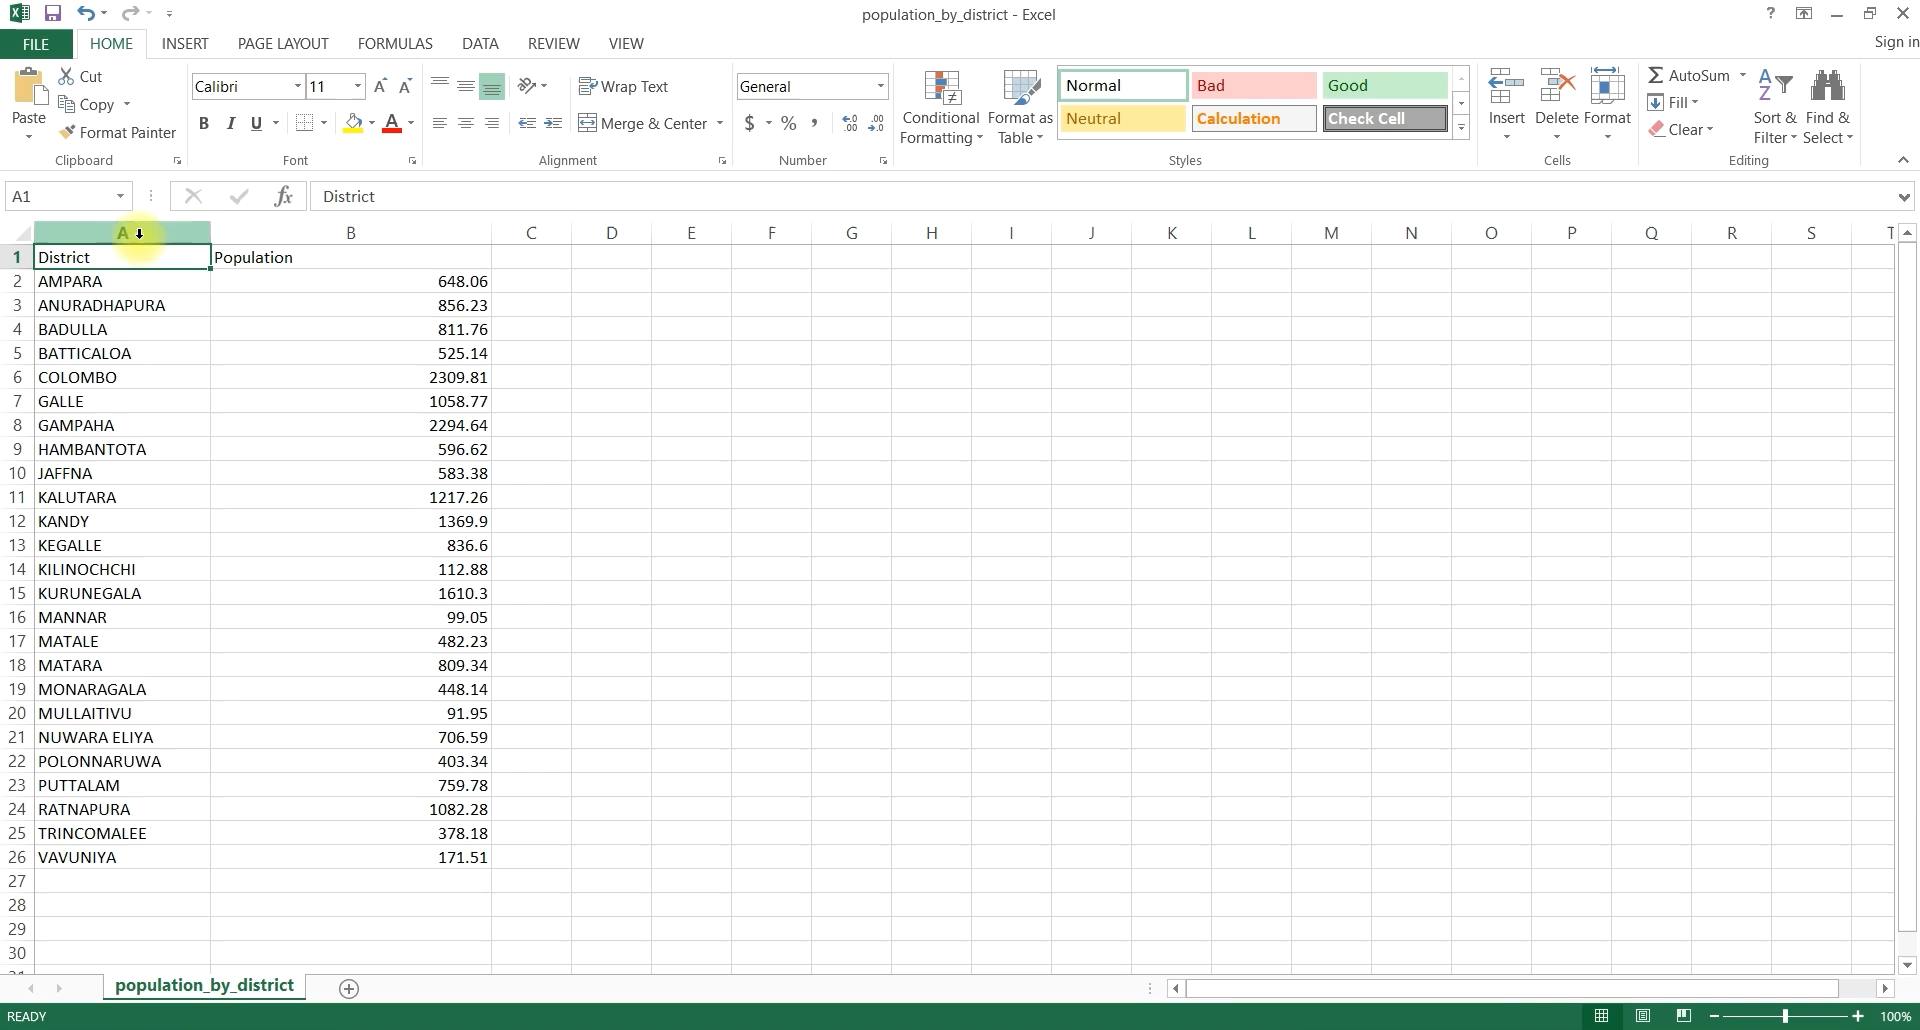 population_by_district - Excel
?
Sign in
FILE HOME INSERT PAGE LAYOUT FORMULAS DATA REVIEW VIEW
Paste
Cut
Copy
Format Painter
Clipboard
Calibri 11 A A
B I U A
Font
Wrap Text
Merge & Center
Alignment
General
$ % , .00 .00
Number
Conditional Formatting
Format as Table
Normal Bad Good
Neutral Calculation Check Cell
Styles
Insert Delete Format
Cells
AutoSum
Fill
Clear
Sort & Filter
Find & Select
Editing
A1 fx District
A B C D E F G H I J K L M N O P Q R S T
1 District Population
2 AMPARA 648.06
3 ANURADHAPURA 856.23
4 BADULLA 811.76
5 BATTICALOA 525.14
6 COLOMBO 2309.81
7 GALLE 1058.77
8 GAMPAHA 2294.64
9 HAMBANTOTA 596.62
10 JAFFNA 583.38
11 KALUTARA 1217.26
12 KANDY 1369.9
13 KEGALLE 836.6
14 KILINOCHCHI 112.88
15 KURUNEGALA 1610.3
16 MANNAR 99.05
17 MATALE 482.23
18 MATARA 809.34
19 MONARAGALA 448.14
20 MULLAITIVU 91.95
21 NUWARA ELIYA 706.59
22 POLONNARUWA 403.34
23 PUTTALAM 759.78
24 RATNAPURA 1082.28
25 TRINCOMALEE 378.18
26 VAVUNIYA 171.51
27
28
29
30
population_by_district
READY 100%